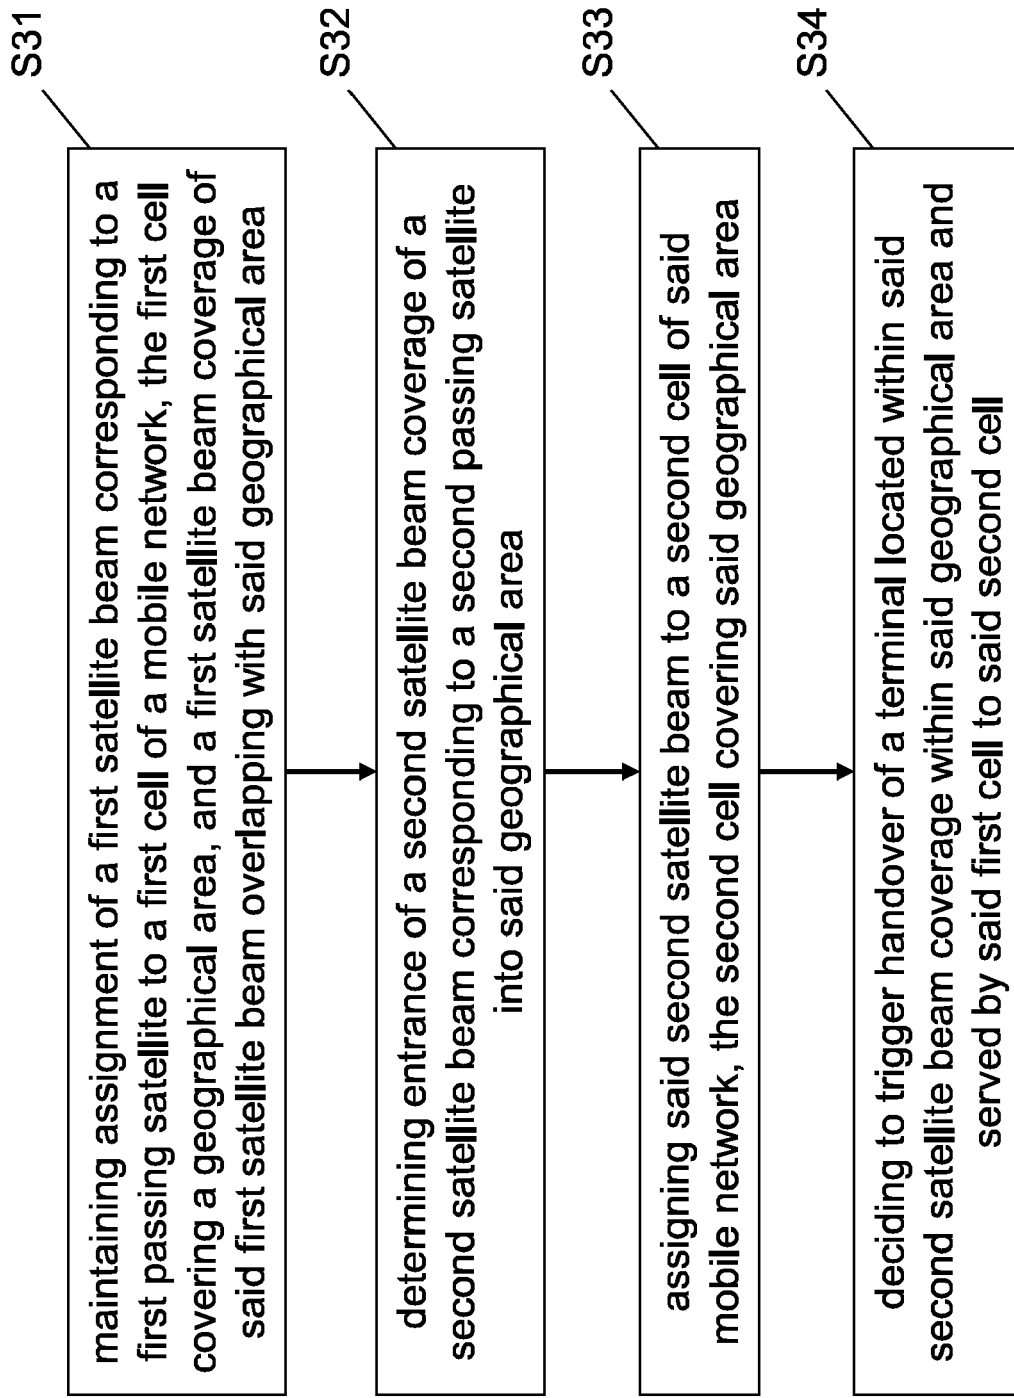 S31
maintaining assignment of a first satellite beam corresponding to a
first passing satellite to a first cell of a mobile network, the first cell
covering a geographical area, and a first satellite beam coverage of
said first satellite beam overlapping with said geographical area
S32
determining entrance of a second satellite beam coverage of a
second satellite beam corresponding to a second passing satellite
into said geographical area
S33
assigning said second satellite beam to a second cell of said
mobile network, the second cell covering said geographical area
S34
deciding to trigger handover of a terminal located within said
second satellite beam coverage within said geographical area and
served by said first cell to said second cell